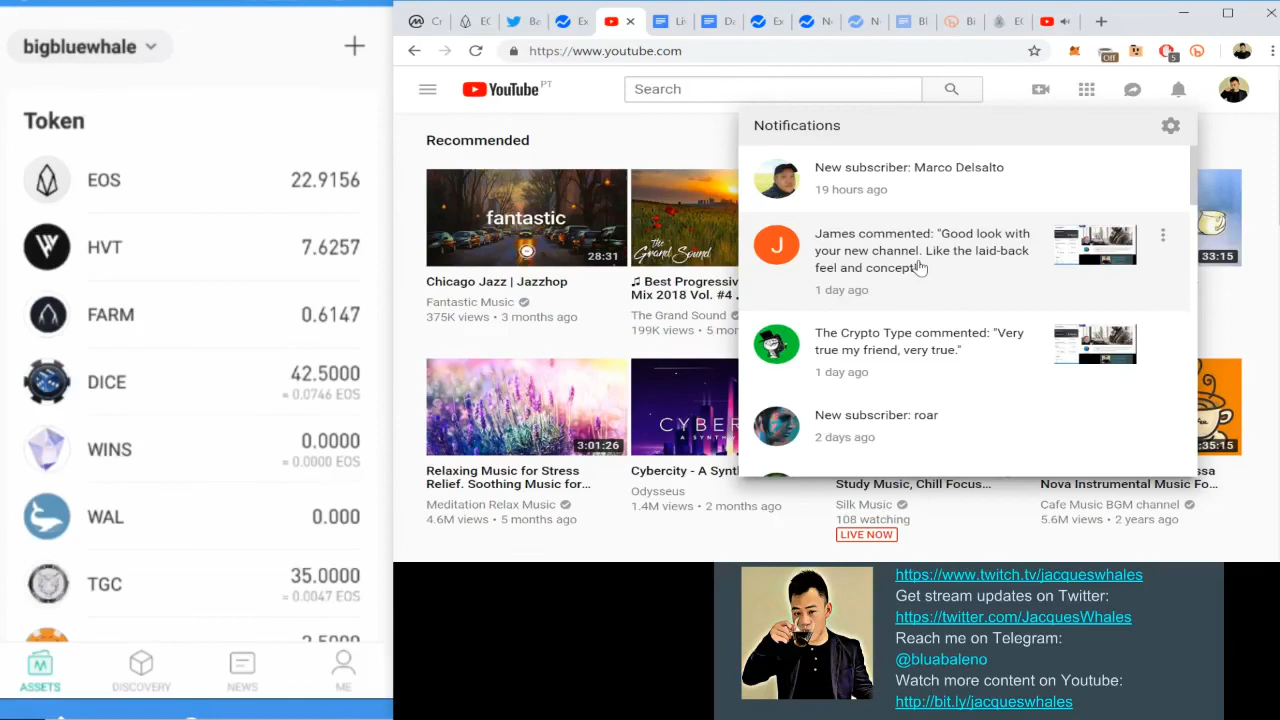 bigbluewhale
Token
EOS 22.9156
HVT 7.6257
FARM 0.6147
DICE 42.5000
≈ 0.0746 EOS
WINS 0.0000
≈ 0.0000 EOS
WAL 0.000
TGC 35.0000
≈ 0.0047 EOS
ASSETS DISCOVERY NEWS ME
https://www.youtube.com
Off
5
YouTube PT
Search
Recommended
fantastic
28:31
Chicago Jazz | Jazzhop
Fantastic Music
375K views • 3 months ago
The Grand Sound
♫ Best Progressiv
Mix 2018 Vol. #4
The Grand Sound
199K views • 5 mon
33:15
3:01:26
Relaxing Music for Stress
Relief. Soothing Music for...
Meditation Relax Music
4.6M views • 5 months ago
CYBER
A SYNTH
Cybercity - A Synth
Odysseus
1.4M views • 2 months ago
Study Music, Chill Focus...
Silk Music
108 watching
LIVE NOW
35:15
ssa
Nova Instrumental Music Fo...
Cafe Music BGM channel
5.6M views • 2 years ago
Notifications
New subscriber: Marco Delsalto
19 hours ago
J
James commented: "Good look with
your new channel. Like the laid-back
feel and concept
1 day ago
The Crypto Type commented: "Very
true my friend, very true."
1 day ago
New subscriber: roar
2 days ago
https://www.twitch.tv/jacqueswhales
Get stream updates on Twitter:
https://twitter.com/JacquesWhales
Reach me on Telegram:
@bluabaleno
Watch more content on Youtube:
http://bit.ly/jacqueswhales